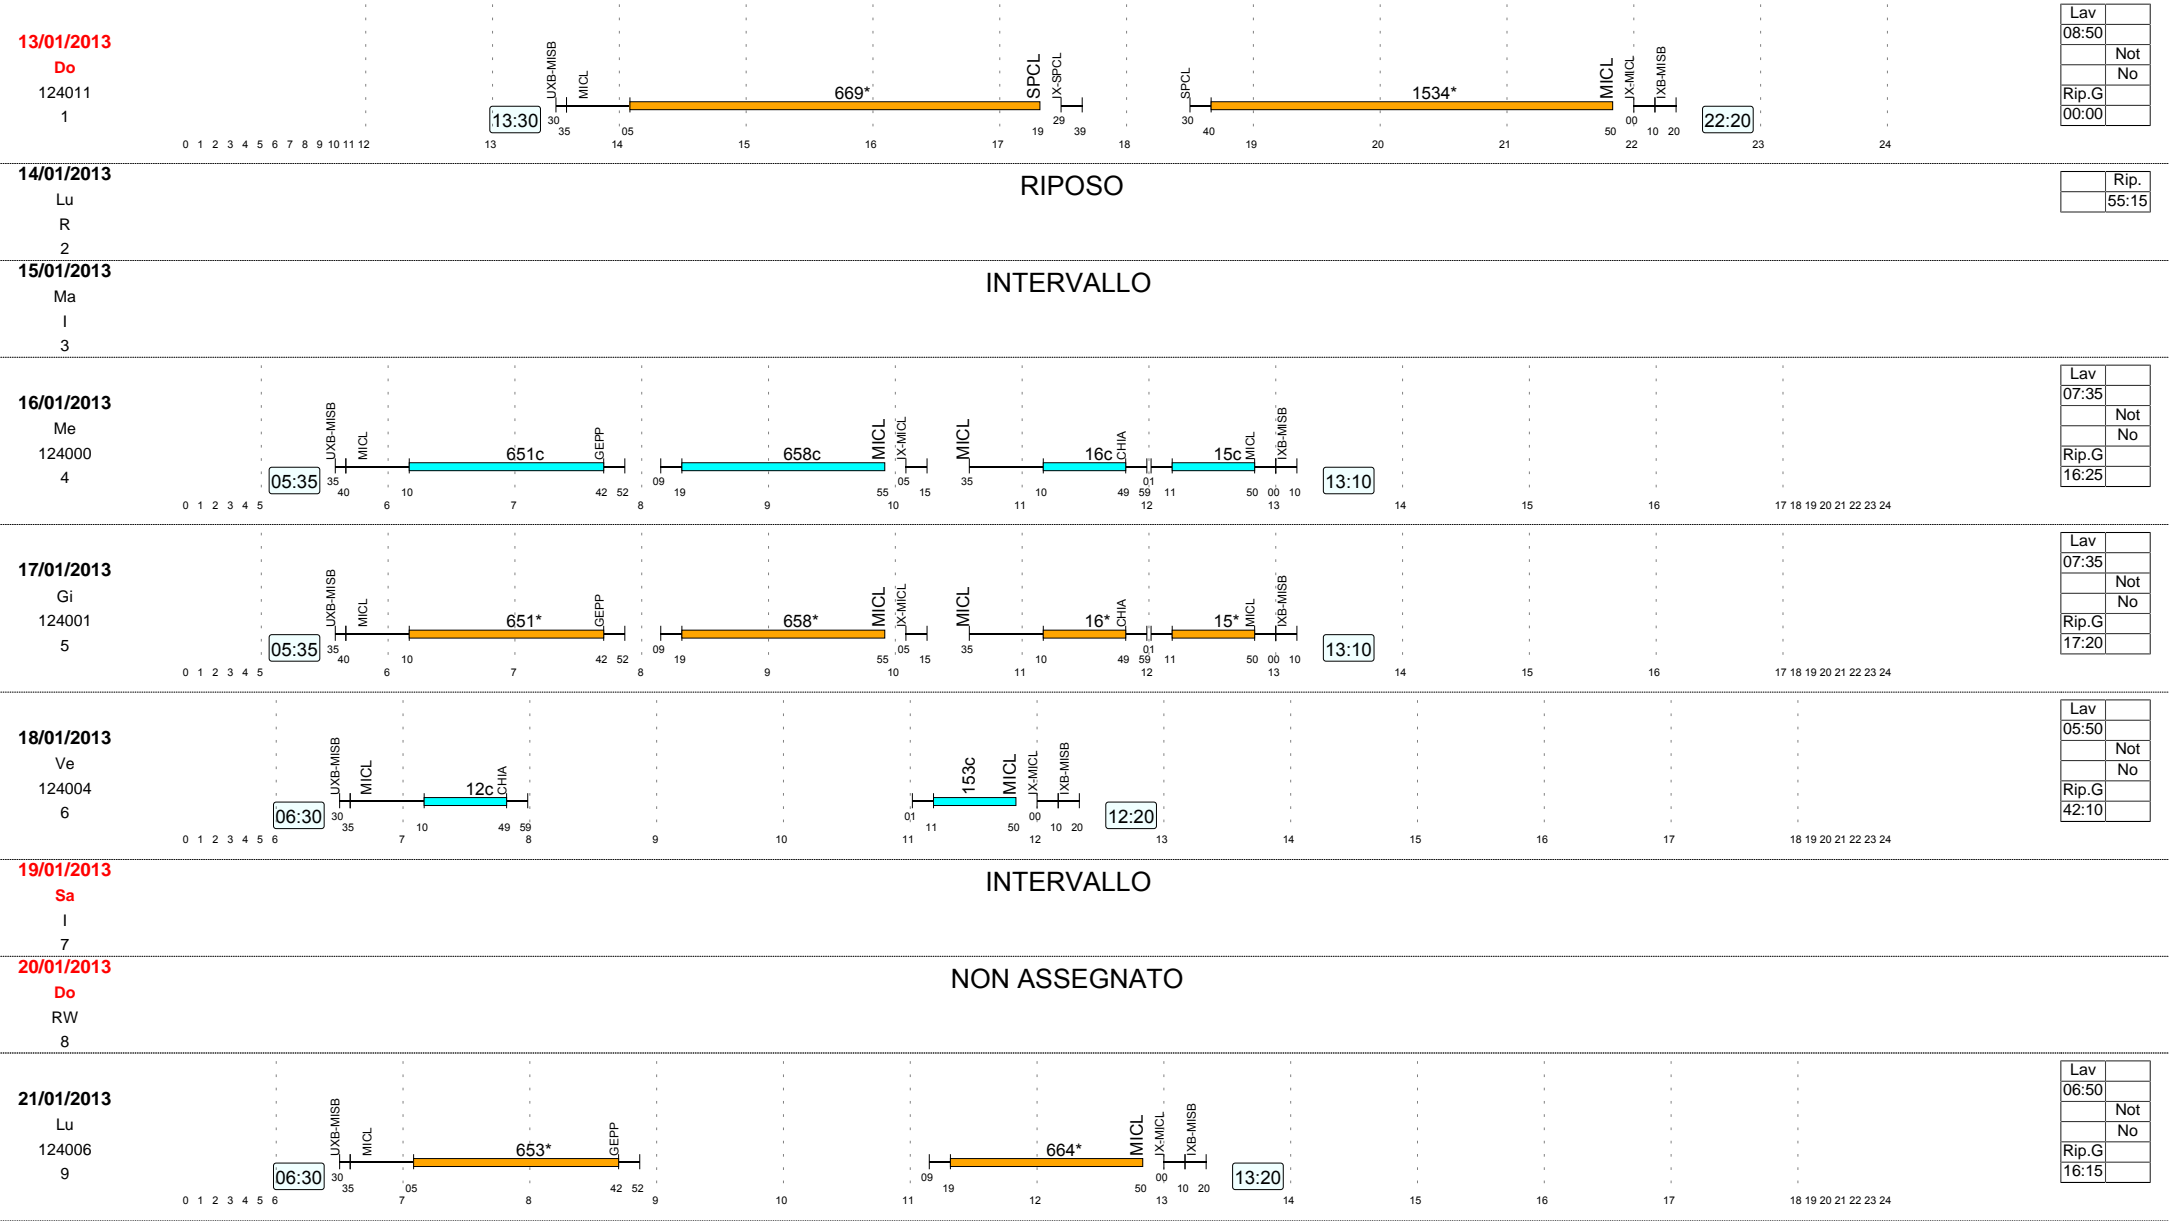 13/01/2013
Do
124011
1
13:30
UXB-MISB
MICL
669*
SPCL
IX-SPCL
SPCL
1534*
MICL
IX-MICL
IXB-MISB
22:20
30 35 05 19 29 39 30 40 50 00 10 20
0 1 2 3 4 5 6 7 8 9 10 11 12 13 14 15 16 17 18 19 20 21 22 23 24
Lav
08:50
Not
No
Rip.G
00:00
14/01/2013
Lu
R
2
RIPOSO
Rip.
55:15
15/01/2013
Ma
I
3
INTERVALLO
16/01/2013
Me
124000
4
05:35
UXB-MISB
MICL
651c
GEPP
658c
MICL
IX-MICL
MICL
16c
CHIA
15c
MICL
IXB-MISB
13:10
35 40 10 42 52 09 19 55 05 15 35 10 49 59 01 11 50 00 10
0 1 2 3 4 5 6 7 8 9 10 11 12 13 14 15 16 17 18 19 20 21 22 23 24
Lav
07:35
Not
No
Rip.G
16:25
17/01/2013
Gi
124001
5
05:35
UXB-MISB
MICL
651*
GEPP
658*
MICL
IX-MICL
MICL
16*
CHIA
15*
MICL
IXB-MISB
13:10
35 40 10 42 52 09 19 55 05 15 35 10 49 59 01 11 50 00 10
0 1 2 3 4 5 6 7 8 9 10 11 12 13 14 15 16 17 18 19 20 21 22 23 24
Lav
07:35
Not
No
Rip.G
17:20
18/01/2013
Ve
124004
6
06:30
UXB-MISB
MICL
12c
CHIA
153c
MICL
IX-MICL
IXB-MISB
12:20
30 35 10 49 59 01 11 50 00 10 20
0 1 2 3 4 5 6 7 8 9 10 11 12 13 14 15 16 17 18 19 20 21 22 23 24
Lav
05:50
Not
No
Rip.G
42:10
19/01/2013
Sa
I
7
INTERVALLO
20/01/2013
Do
RW
8
NON ASSEGNATO
21/01/2013
Lu
124006
9
06:30
UXB-MISB
MICL
653*
GEPP
664*
MICL
IX-MICL
IXB-MISB
13:20
30 35 05 42 52 09 19 50 00 10 20
0 1 2 3 4 5 6 7 8 9 10 11 12 13 14 15 16 17 18 19 20 21 22 23 24
Lav
06:50
Not
No
Rip.G
16:15